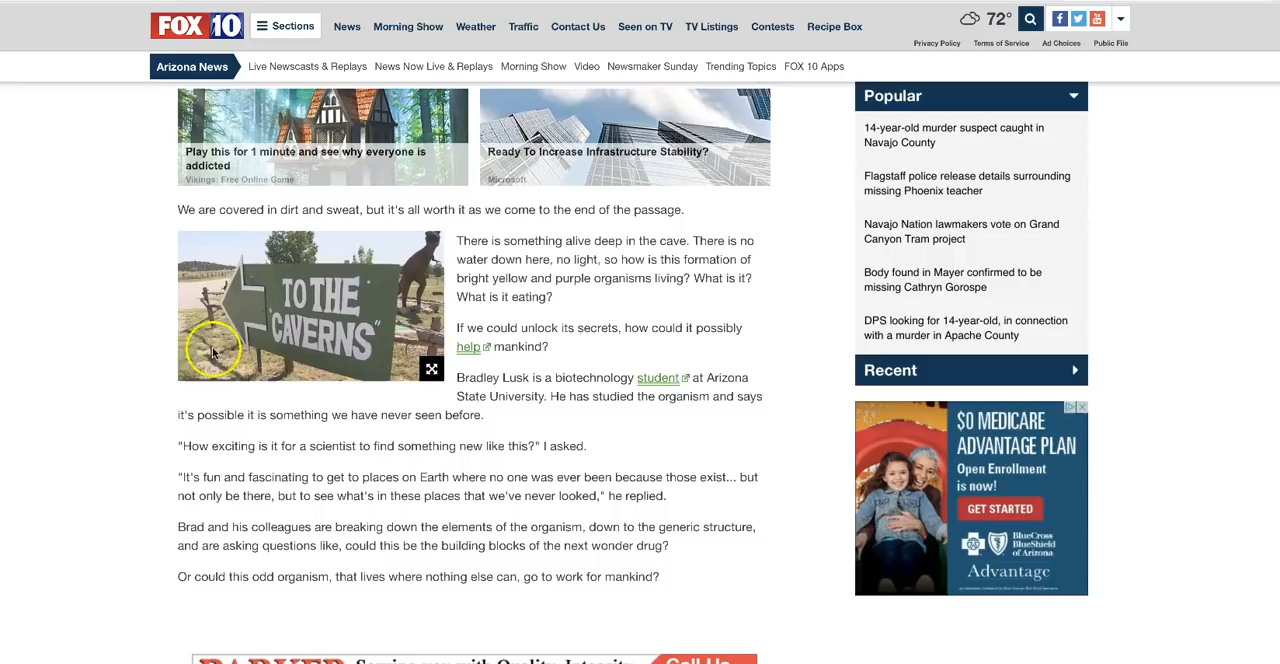 FOX 10
Sections
News
Morning Show
Weather
Traffic
Contact Us
Seen on TV
TV Listings
Contests
Recipe Box
72°
Privacy Policy
Terms of Service
Ad Choices
Public File
Arizona News
Live Newscasts & Replays
News Now Live & Replays
Morning Show
Video
Newsmaker Sunday
Trending Topics
FOX 10 Apps
Play this for 1 minute and see why everyone is
addicted
Vikings: Free Online Game
Ready To Increase Infrastructure Stability?
Microsoft
We are covered in dirt and sweat, but it's all worth it as we come to the end of the passage.
TO THE
CAVERNS"
There is something alive deep in the cave. There is no
water down here, no light, so how is this formation of
bright yellow and purple organisms living? What is it?
What is it eating?
If we could unlock its secrets, how could it possibly
help mankind?
Bradley Lusk is a biotechnology student at Arizona
State University. He has studied the organism and says
it's possible it is something we have never seen before.
"How exciting is it for a scientist to find something new like this?" I asked.
"It's fun and fascinating to get to places on Earth where no one was ever been because those exist... but
not only be there, but to see what's in these places that we've never looked," he replied.
Brad and his colleagues are breaking down the elements of the organism, down to the generic structure,
and are asking questions like, could this be the building blocks of the next wonder drug?
Or could this odd organism, that lives where nothing else can, go to work for mankind?
Popular
14-year-old murder suspect caught in
Navajo County
Flagstaff police release details surrounding
missing Phoenix teacher
Navajo Nation lawmakers vote on Grand
Canyon Tram project
Body found in Mayer confirmed to be
missing Cathryn Gorospe
DPS looking for 14-year-old, in connection
with a murder in Apache County
Recent
$0 MEDICARE
ADVANTAGE PLAN
Open Enrollment
is now!
GET STARTED
BlueCross
BlueShield
of Arizona
Advantage